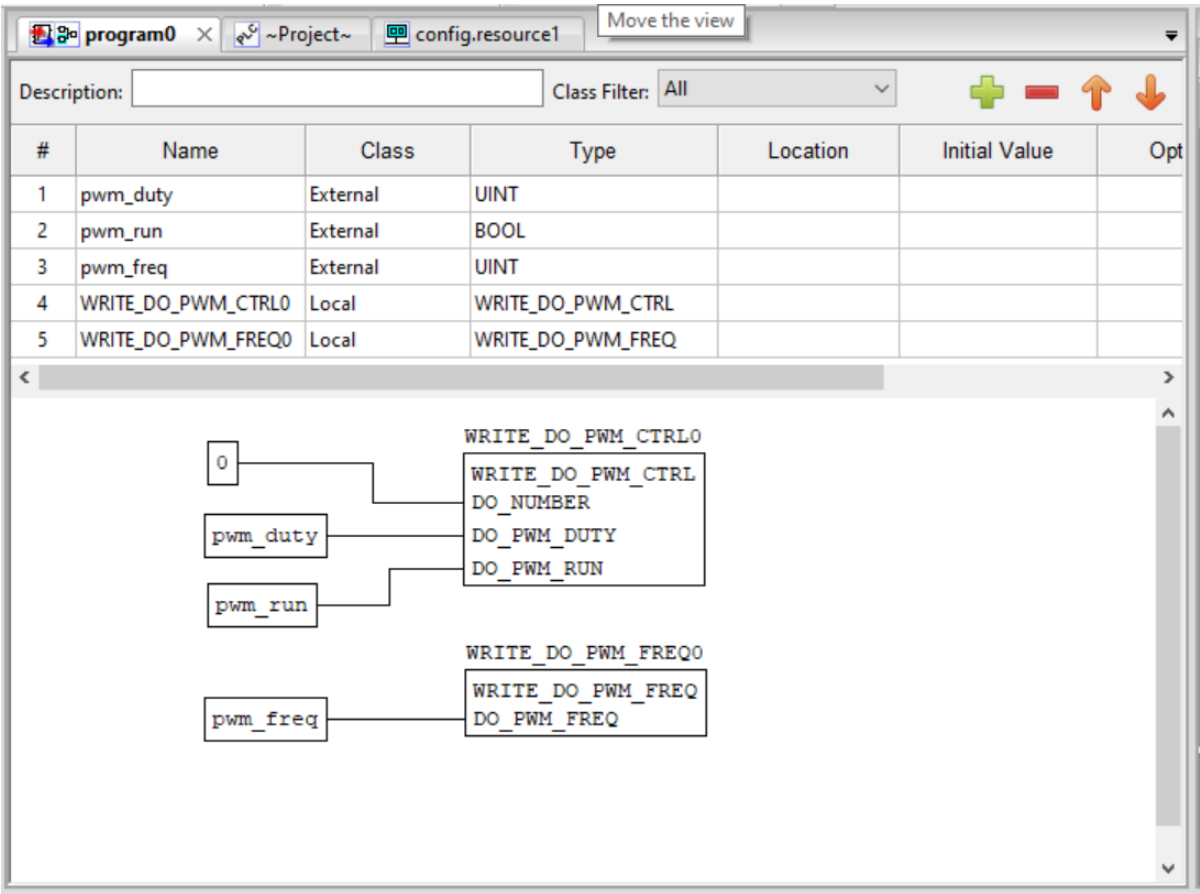 Move the view
program0 ~Project~ config.resource1
Description: Class Filter: All
# Name Class Type Location Initial Value Opt
1 pwm_duty External UINT
2 pwm_run External BOOL
3 pwm_freq External UINT
4 WRITE_DO_PWM_CTRL0 Local WRITE_DO_PWM_CTRL
5 WRITE_DO_PWM_FREQ0 Local WRITE_DO_PWM_FREQ
WRITE_DO_PWM_CTRL0
0
WRITE_DO_PWM_CTRL
DO_NUMBER
pwm_duty DO_PWM_DUTY
DO_PWM_RUN
pwm_run
WRITE_DO_PWM_FREQ0
WRITE_DO_PWM_FREQ
pwm_freq DO_PWM_FREQ